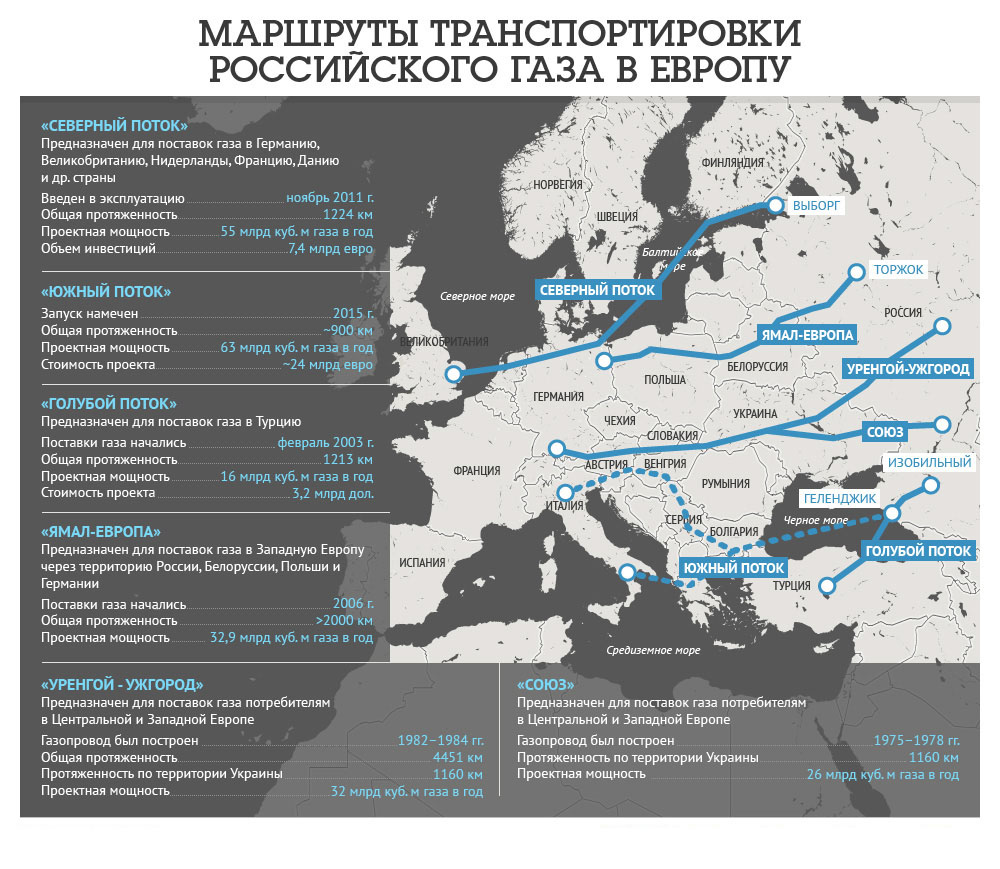 МАРШРУТЫ ТРАНСПОРТИРОВКИ
РОССИЙСКОГО ГАЗА В ЕВРОПУ
«СЕВЕРНЫЙ ПОТОК»
Предназначен для поставок газа в Германию,
Великобританию, Нидерланды, Францию, Данию
и др. страны
Введен в эксплуатацию ноябрь 2011 г.
Общая протяженность 1224 км
Проектная мощность 55 млрд куб. м газа в год
Объем инвестиций 7,4 млрд евро
«ЮЖНЫЙ ПОТОК»
Запуск намечен 2015 г.
Общая протяженность ~900 км
Проектная мощность 63 млрд куб. м газа в год
Стоимость проекта ~24 млрд евро
«ГОЛУБОЙ ПОТОК»
Предназначен для поставок газа в Турцию
Поставки газа начались февраль 2003 г.
Общая протяженность 1213 км
Проектная мощность 16 млрд куб. м газа в год
Стоимость проекта 3,2 млрд дол.
«ЯМАЛ-ЕВРОПА»
Предназначен для поставок газа в Западную Европу
через территорию России, Белоруссии, Польши и
Германии
Поставки газа начались 2006 г.
Общая протяженность >2000 км
Проектная мощность 32,9 млрд куб. м газа в год
«УРЕНГОЙ - УЖГОРОД»
Предназначен для поставок газа потребителям
в Центральной и Западной Европе
Газопровод был построен 1982–1984 гг.
Общая протяженность 4451 км
Протяженность по территории Украины 1160 км
Проектная мощность 32 млрд куб. м газа в год
«СОЮЗ»
Предназначен для поставок газа потребителям
в Центральной и Западной Европе
Газопровод был построен 1975–1978 гг.
Протяженность по территории Украины 1160 км
Проектная мощность 26 млрд куб. м газа в год
ФИНЛЯНДИЯ
НОРВЕГИЯ
ШВЕЦИЯ
ВЫБОРГ
Балтийское
море
ТОРЖОК
СЕВЕРНЫЙ ПОТОК
Северное море
РОССИЯ
ЯМАЛ-ЕВРОПА
ВЕЛИКОБРИТАНИЯ
БЕЛОРУССИЯ
УРЕНГОЙ-УЖГОРОД
ПОЛЬША
ГЕРМАНИЯ
УКРАИНА
ЧЕХИЯ
СЛОВАКИЯ
СОЮЗ
АВСТРИЯ
ВЕНГРИЯ
ИЗОБИЛЬНЫЙ
ФРАНЦИЯ
РУМЫНИЯ
ГЕЛЕНДЖИК
ИТАЛИЯ
СЕРБИЯ
Черное море
БОЛГАРИЯ
ГОЛУБОЙ ПОТОК
ИСПАНИЯ
ЮЖНЫЙ ПОТОК
ТУРЦИЯ
Средиземное море